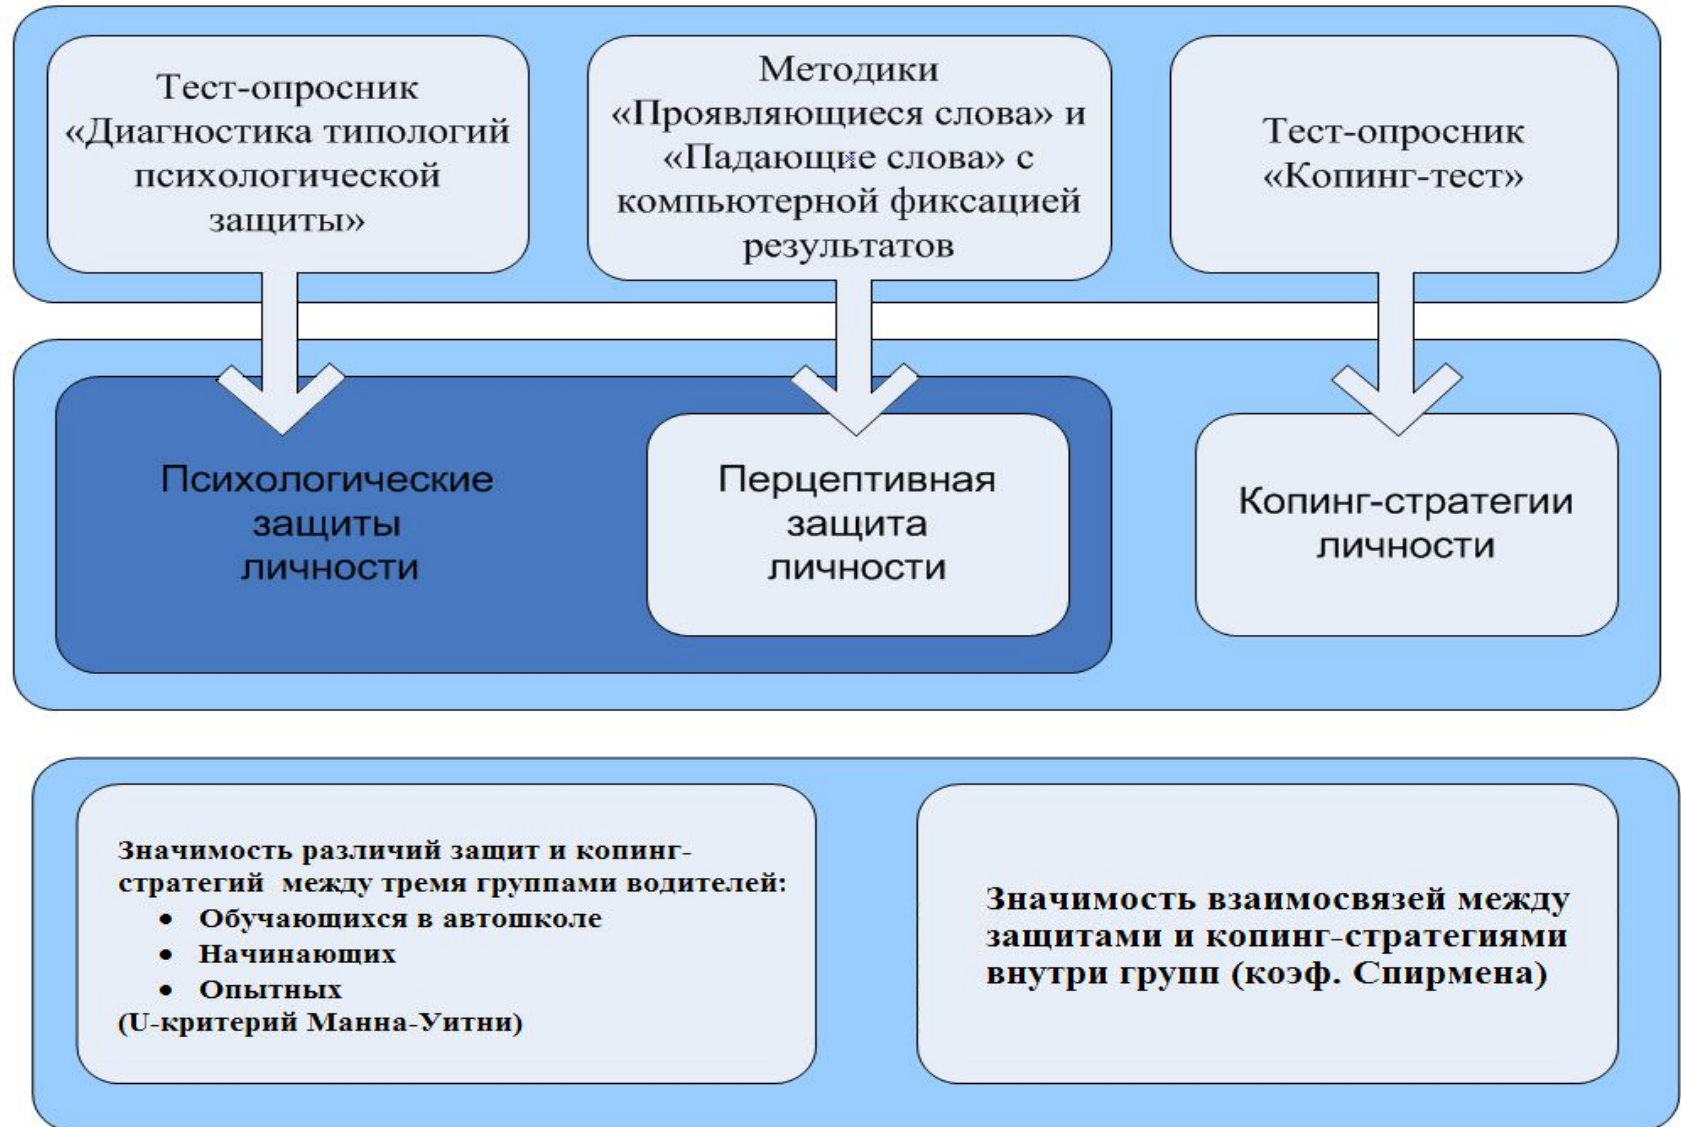 Тест-опросник
«Диагностика типологий
психологической
защиты»
Методики
«Проявляющиеся слова» и
«Падающие слова» с
компьютерной фиксацией
результатов
Тест-опросник
«Копинг-тест»
Психологические
защиты
личности
Перцептивная
защита
личности
Копинг-стратегии
личности
Значимость различий защит и копинг-
стратегий между тремя группами водителей:
• Обучающихся в автошколе
• Начинающих
• Опытных
(U-критерий Манна-Уитни)
Значимость взаимосвязей между
защитами и копинг-стратегиями
внутри групп (коэф. Спирмена)